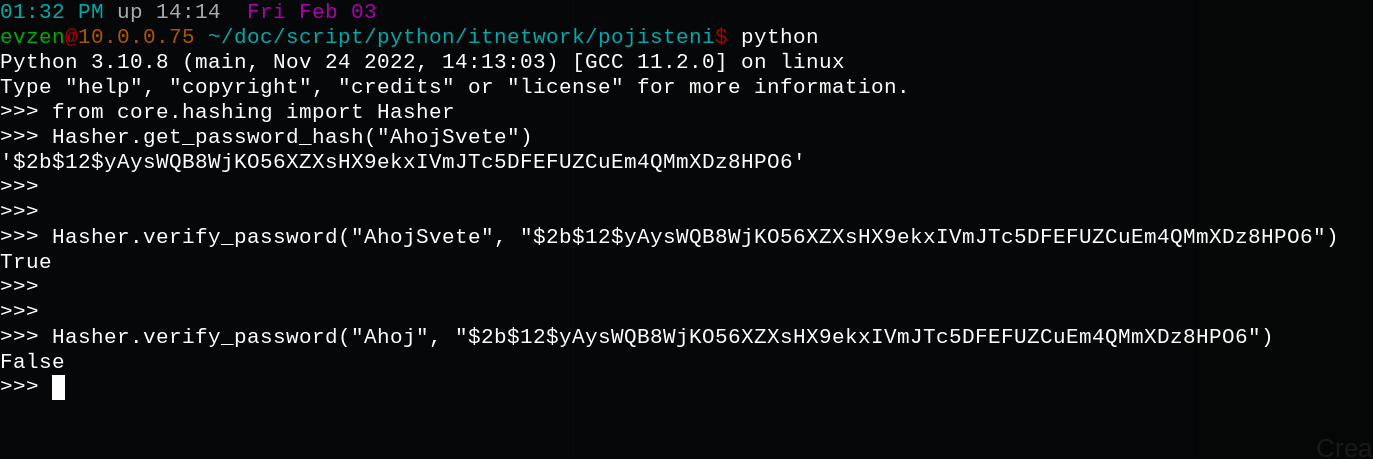 01:32 PM up 14:14  Fri Feb 03
evzen@10.0.0.75 ~/doc/script/python/itnetwork/pojisteni$ python
Python 3.10.8 (main, Nov 24 2022, 14:13:03) [GCC 11.2.0] on linux
Type "help", "copyright", "credits" or "license" for more information.
>>> from core.hashing import Hasher
>>> Hasher.get_password_hash("AhojSvete")
'$2b$12$yAysWQB8WjKO56XZXsHX9ekxIVmJTc5DFEFUZCuEm4QMmXDz8HPO6'
>>>
>>>
>>> Hasher.verify_password("AhojSvete", "$2b$12$yAysWQB8WjKO56XZXsHX9ekxIVmJTc5DFEFUZCuEm4QMmXDz8HPO6")
True
>>>
>>>
>>> Hasher.verify_password("Ahoj", "$2b$12$yAysWQB8WjKO56XZXsHX9ekxIVmJTc5DFEFUZCuEm4QMmXDz8HPO6")
False
>>>
Crea